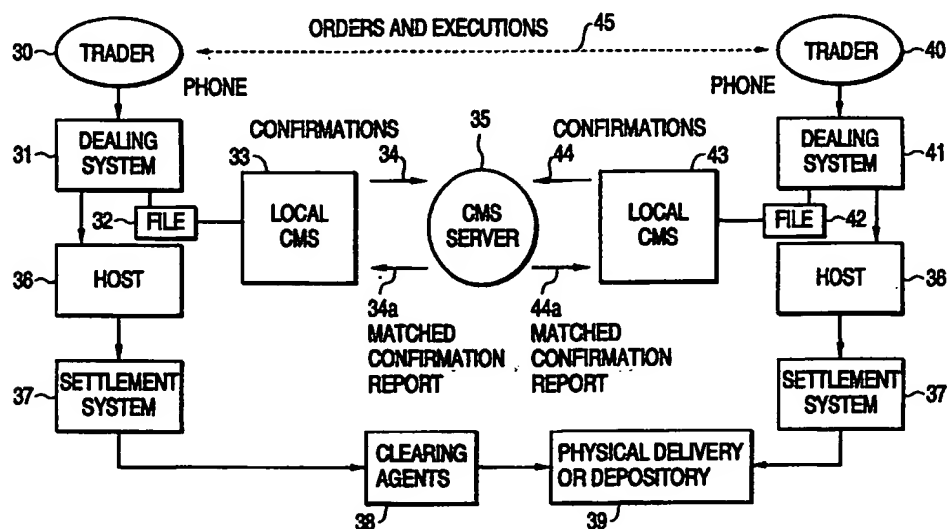 ORDERS AND EXECUTIONS 45
30 TRADER
TRADER 40
PHONE
PHONE
31 DEALING SYSTEM
CONFIRMATIONS
33 34
35
CONFIRMATIONS
44 43
DEALING SYSTEM 41
32 FILE
LOCAL CMS
CMS SERVER
LOCAL CMS
FILE 42
36 HOST
HOST 36
34a
MATCHED
CONFIRMATION
REPORT
44a
MATCHED
CONFIRMATION
REPORT
37 SETTLEMENT SYSTEM
SETTLEMENT SYSTEM 37
CLEARING
AGENTS
38
PHYSICAL DELIVERY
OR DEPOSITORY
39